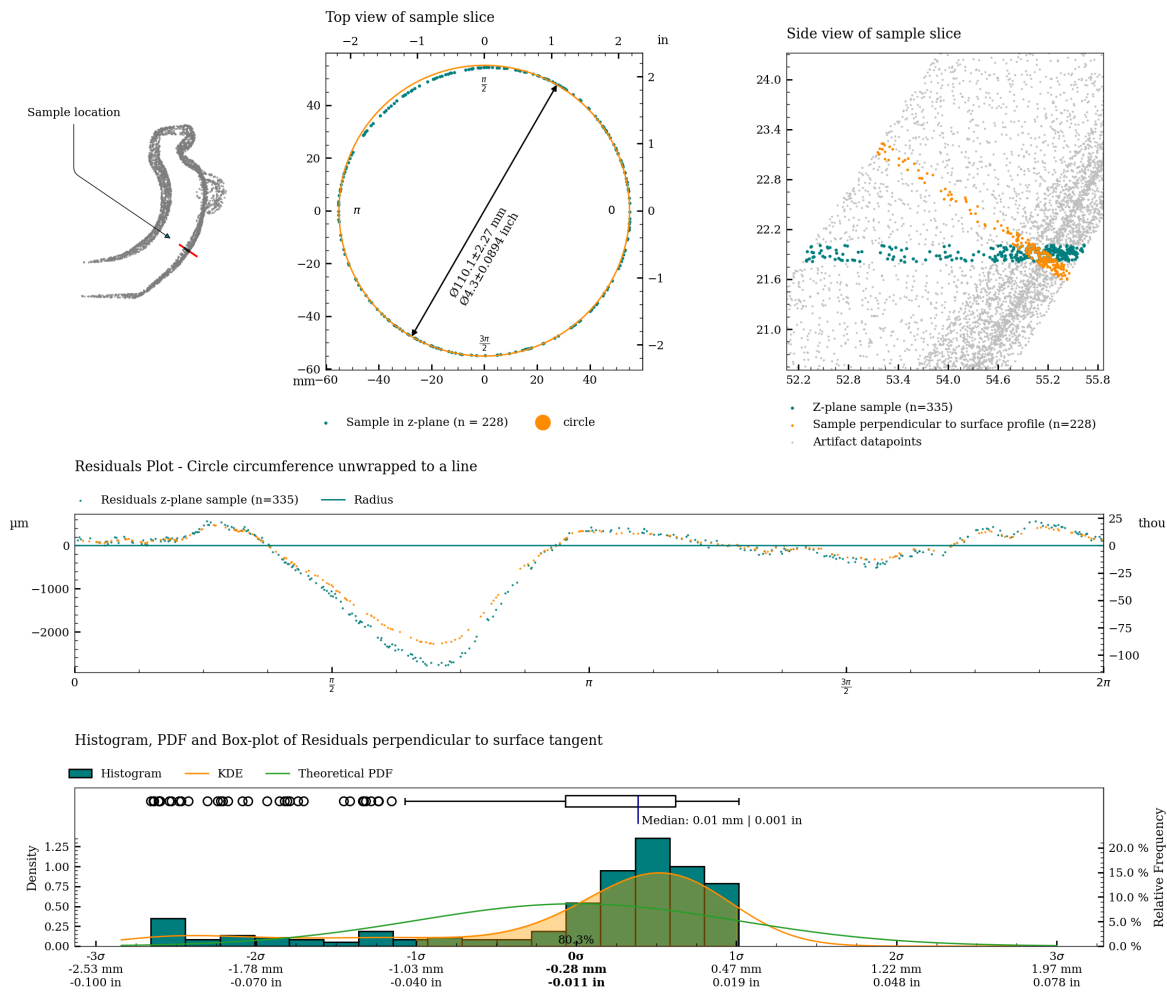 Top view of sample slice
−2 −1 0 1 2 in
Side view of sample slice
Sample location
π/2
π
0
3π/2
Ø110.1±2.27 mm
Ø4.3±0.0894 inch
40
20
0
−20
−40
−60
2
1
0
−1
−2
mm −60 −40 −20 0 20 40
24.0
23.4
22.8
22.2
21.6
21.0
52.2 52.8 53.4 54.0 54.6 55.2 55.8
Sample in z-plane (n = 228) circle
Z-plane sample (n=335)
Sample perpendicular to surface profile (n=228)
Artifact datapoints
Residuals Plot - Circle circumference unwrapped to a line
Residuals z-plane sample (n=335) Radius
µm
thou
0
−1000
−2000
25
0
−25
−50
−75
−100
0 π/2 π 3π/2 2π
Histogram, PDF and Box-plot of Residuals perpendicular to surface tangent
Histogram KDE Theoretical PDF
Median: 0.01 mm | 0.001 in
Density
1.25
1.00
0.75
0.50
0.25
0.00
80.3%
20.0 %
15.0 %
10.0 %
5.0 %
0.0 %
Relative Frequency
-3σ -2σ -1σ 0σ 1σ 2σ 3σ
-2.53 mm -1.78 mm -1.03 mm -0.28 mm 0.47 mm 1.22 mm 1.97 mm
-0.100 in -0.070 in -0.040 in -0.011 in 0.019 in 0.048 in 0.078 in